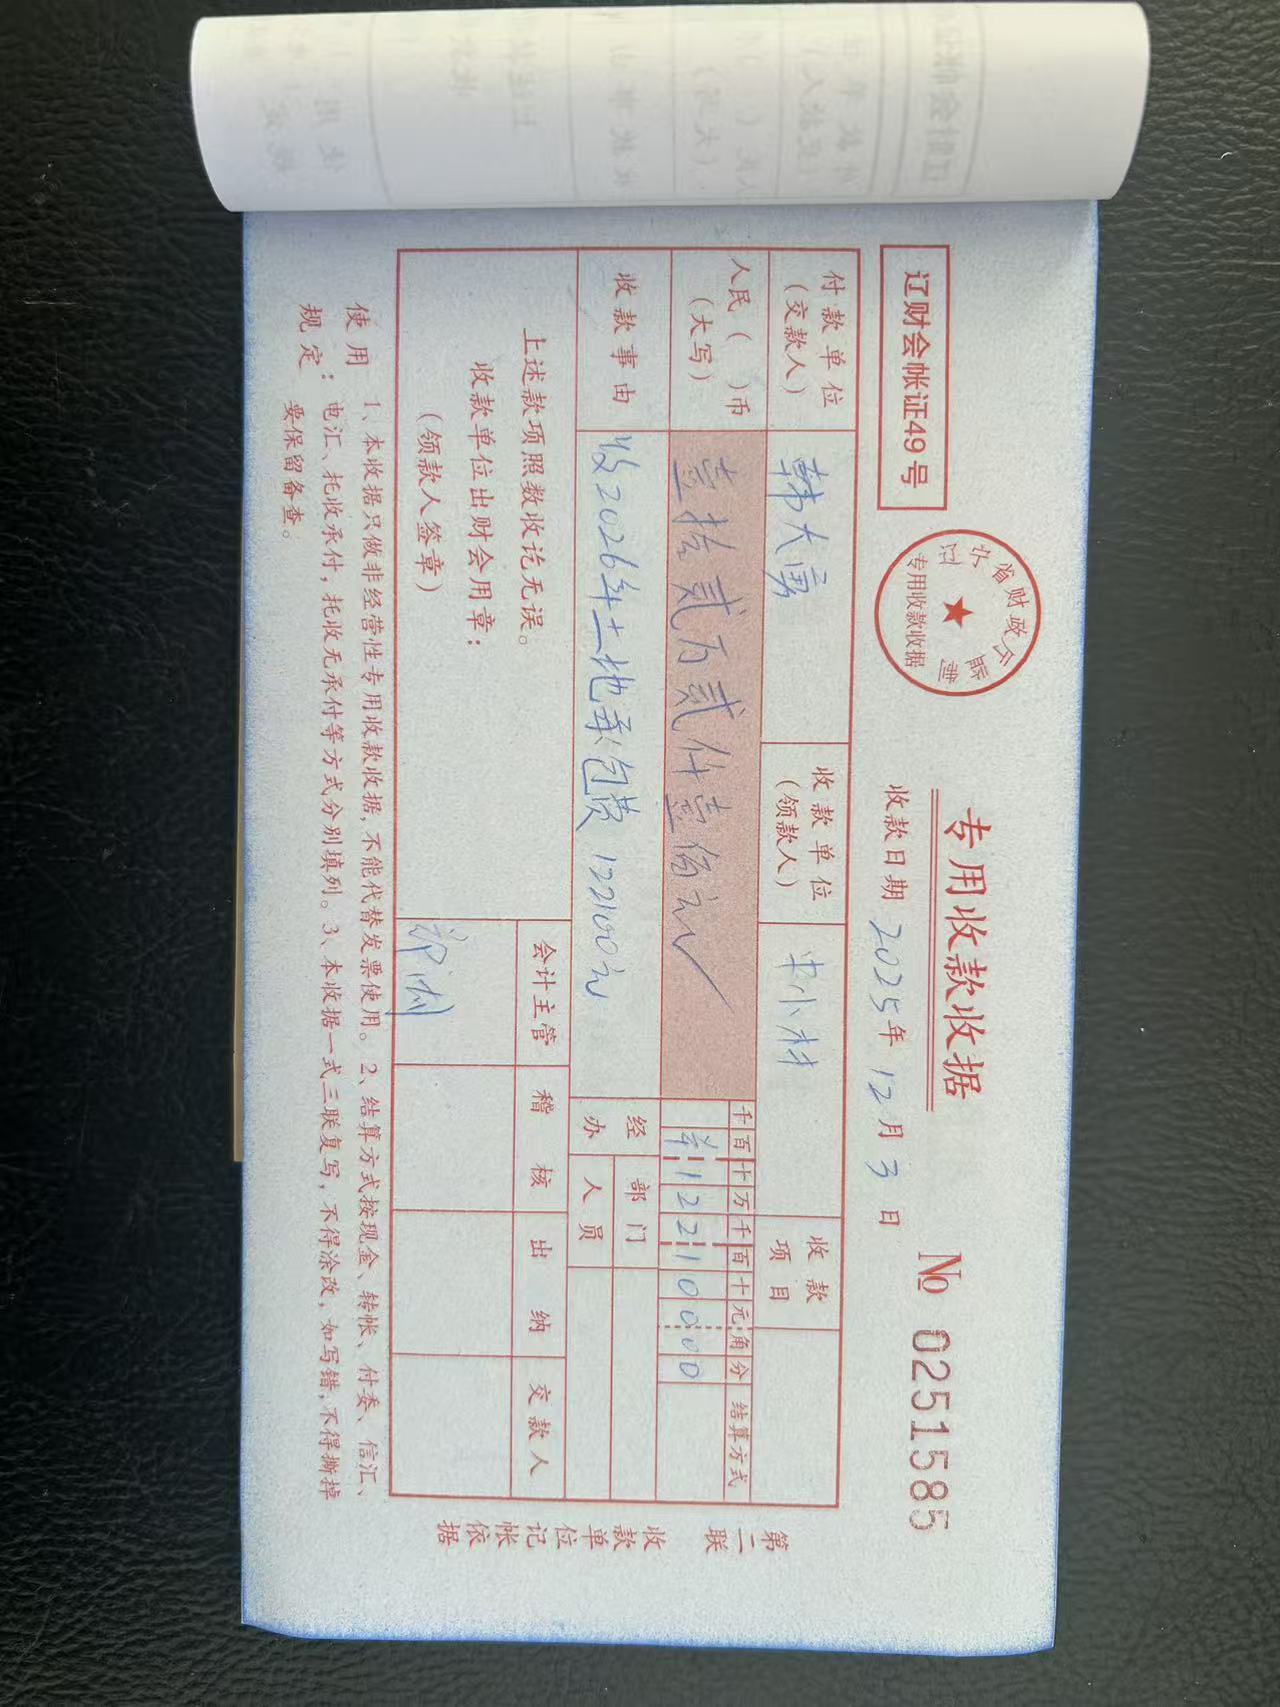 辽财会帐证49号
辽宁省财政厅
监制
专用收款收据
专用收款收据
№ 0251585
收款日期 2025年 12月 3日
付款单位
(交款人)
韩大勇
收款单位
(领款人)
中小村
收款
项目
人民( )币
(大写)
壹拾贰万贰仟壹佰元
千百十万千百十元角分
¥12210000
结算方式
收款事由
收2026年土地承包费 122100元
经办
部门
人员
上述款项照数收讫无误。
收款单位出财会用章:
(领款人签章)
会计主管
稽核
出纳
交款人
第二联 收款单位记帐依据
使用规定:
1、本收据只做非经营性专用收款收据,不能代替发票使用。2、结算方式按现金、转帐、付委、信汇、
电汇、托收承付,托收无承付等方式分别填列。3、本收据一式三联复写,不得涂改,如写错,不得撕掉
要保留备查。